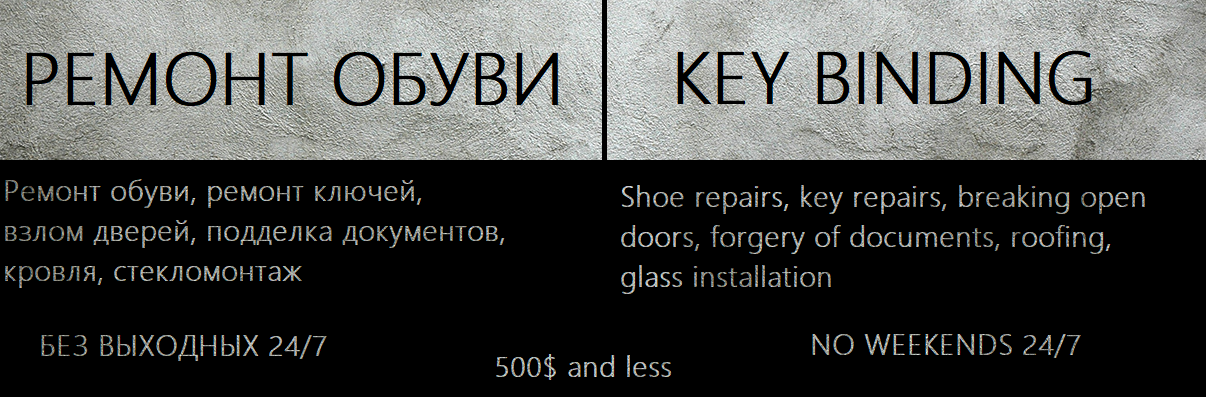 РЕМОНТ ОБУВИ
Ремонт обуви, ремонт ключей,
взлом дверей, подделка документов,
кровля, стекломонтаж
БЕЗ ВЫХОДНЫХ 24/7
KEY BINDING
Shoe repairs, key repairs, breaking open
doors, forgery of documents, roofing,
glass installation
NO WEEKENDS 24/7
500$ and less